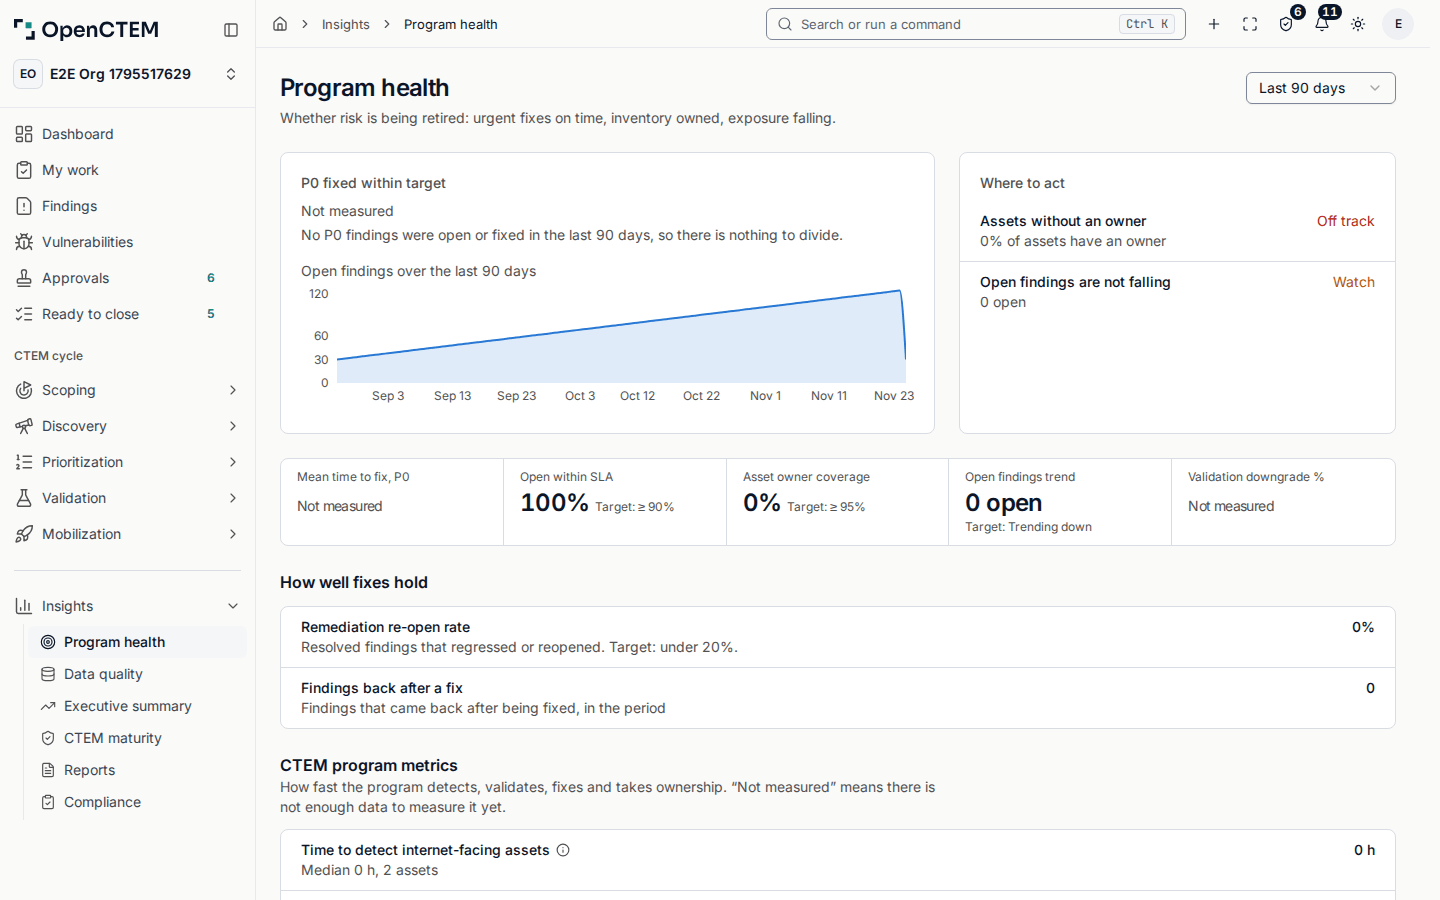 OpenCTEM
EO
E2E Org 1795517629
Dashboard
My work
Findings
Vulnerabilities
Approvals
6
Ready to close
5
CTEM cycle
Scoping
Discovery
Prioritization
Validation
Mobilization
Insights
Program health
Data quality
Executive summary
CTEM maturity
Reports
Compliance
Insights
Program health
Search or run a command
Ctrl K
6
11
E
Program health
Last 90 days
Whether risk is being retired: urgent fixes on time, inventory owned, exposure falling.
P0 fixed within target
Not measured
No P0 findings were open or fixed in the last 90 days, so there is nothing to divide.
Open findings over the last 90 days
120
60
30
0
Sep 3
Sep 13
Sep 23
Oct 3
Oct 12
Oct 22
Nov 1
Nov 11
Nov 23
Where to act
Assets without an owner
Off track
0% of assets have an owner
Open findings are not falling
Watch
0 open
Mean time to fix, P0
Not measured
Open within SLA
100% Target: ≥ 90%
Asset owner coverage
0% Target: ≥ 95%
Open findings trend
0 open
Target: Trending down
Validation downgrade %
Not measured
How well fixes hold
Remediation re-open rate
0%
Resolved findings that regressed or reopened. Target: under 20%.
Findings back after a fix
0
Findings that came back after being fixed, in the period
CTEM program metrics
How fast the program detects, validates, fixes and takes ownership. “Not measured” means there is
not enough data to measure it yet.
Time to detect internet-facing assets
0 h
Median 0 h, 2 assets